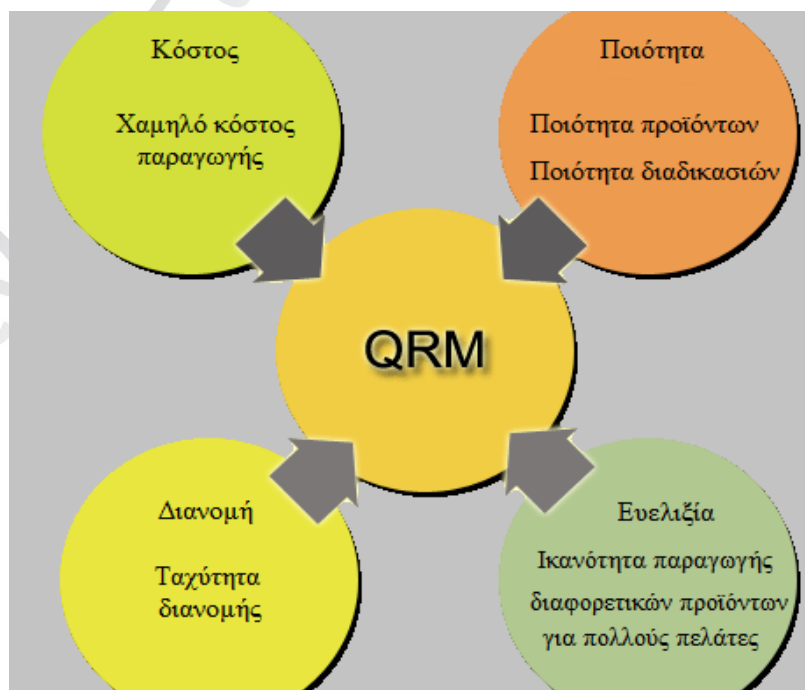 Κόστος
Χαμηλό κόστος
παραγωγής
Ποιότητα
Ποιότητα προϊόντων
Ποιότητα διαδικασιών
QRM
Διανομή
Ταχύτητα
διανομής
Ευελιξία
Ικανότητα παραγωγής
διαφορετικών προϊόντων
για πολλούς πελάτες